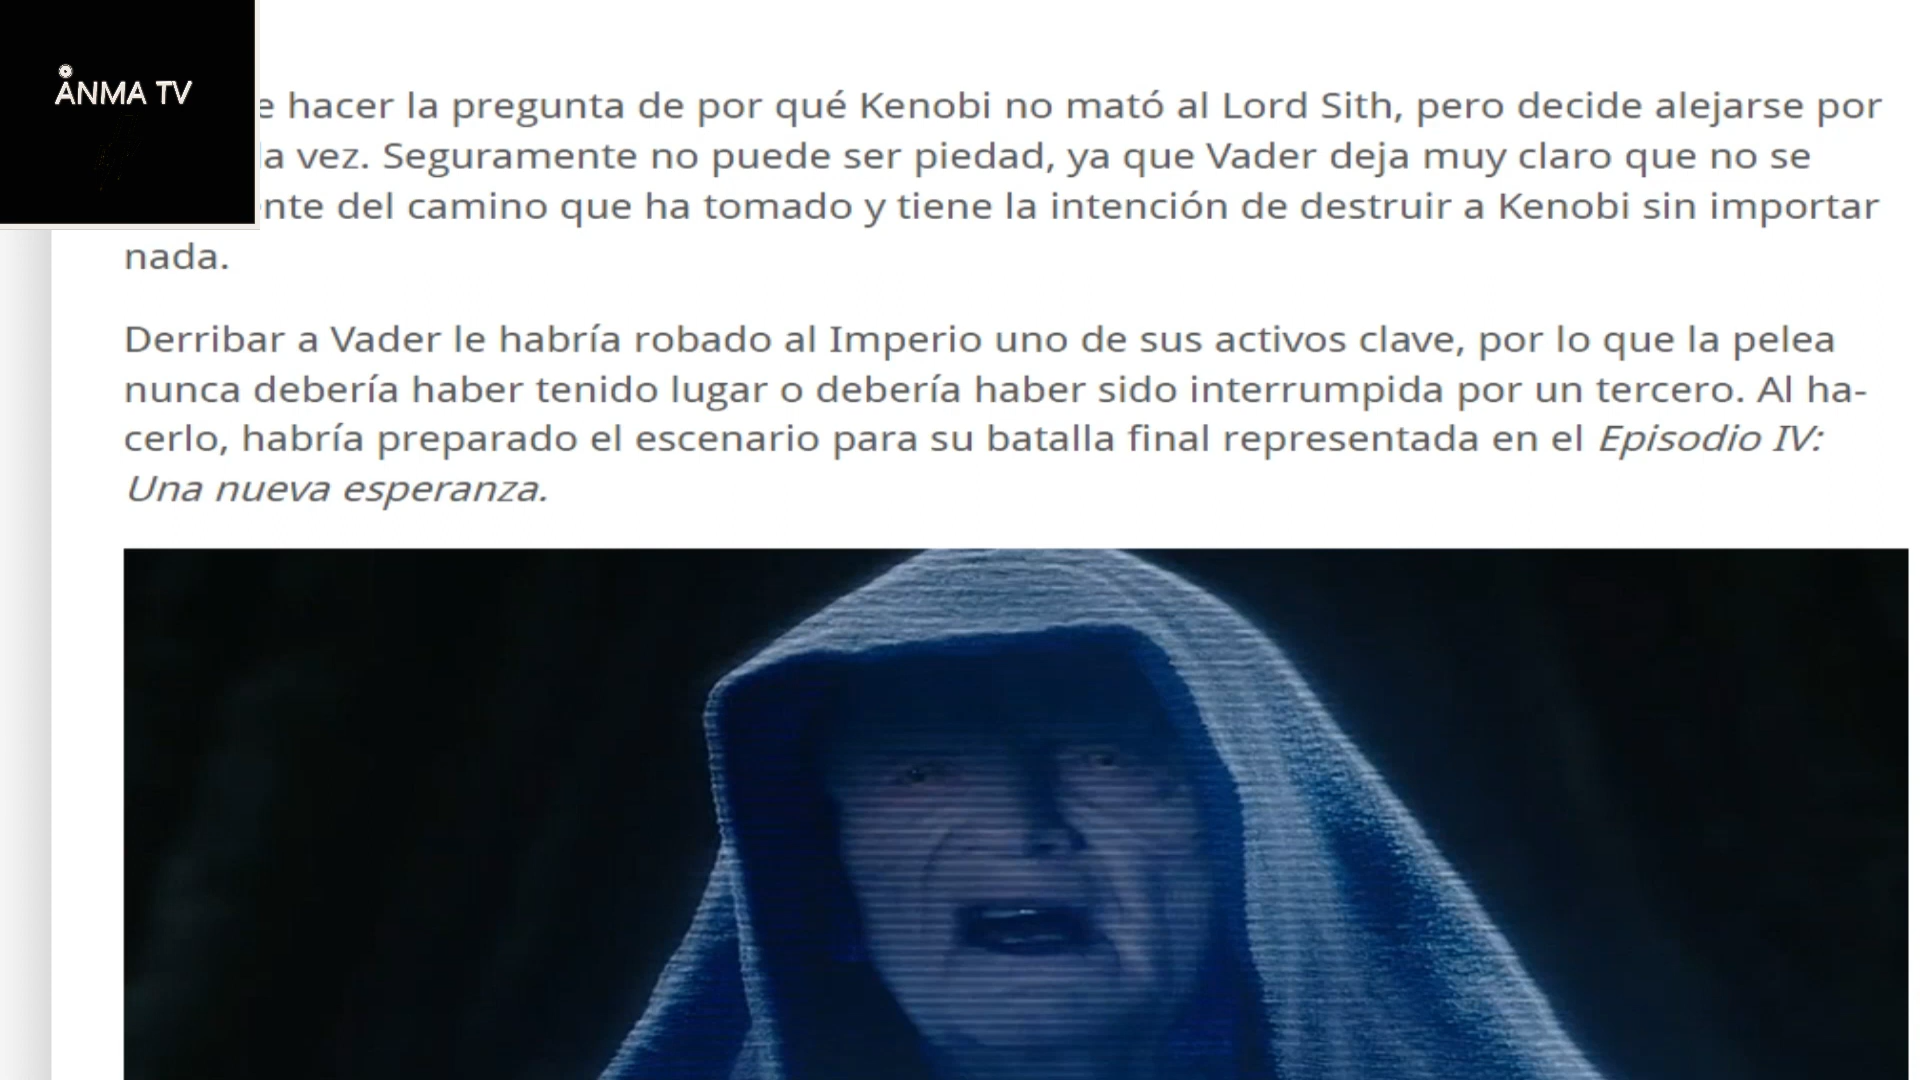 ANMA TV
hacer la pregunta de por qué Kenobi no mató al Lord Sith, pero decide alejarse por
vez. Seguramente no puede ser piedad, ya que Vader deja muy claro que no se
del camino que ha tomado y tiene la intención de destruir a Kenobi sin importar
nada.
Derribar a Vader le habría robado al Imperio uno de sus activos clave, por lo que la pelea
nunca debería haber tenido lugar o debería haber sido interrumpida por un tercero. Al ha-
cerlo, habría preparado el escenario para su batalla final representada en el Episodio IV:
Una nueva esperanza.